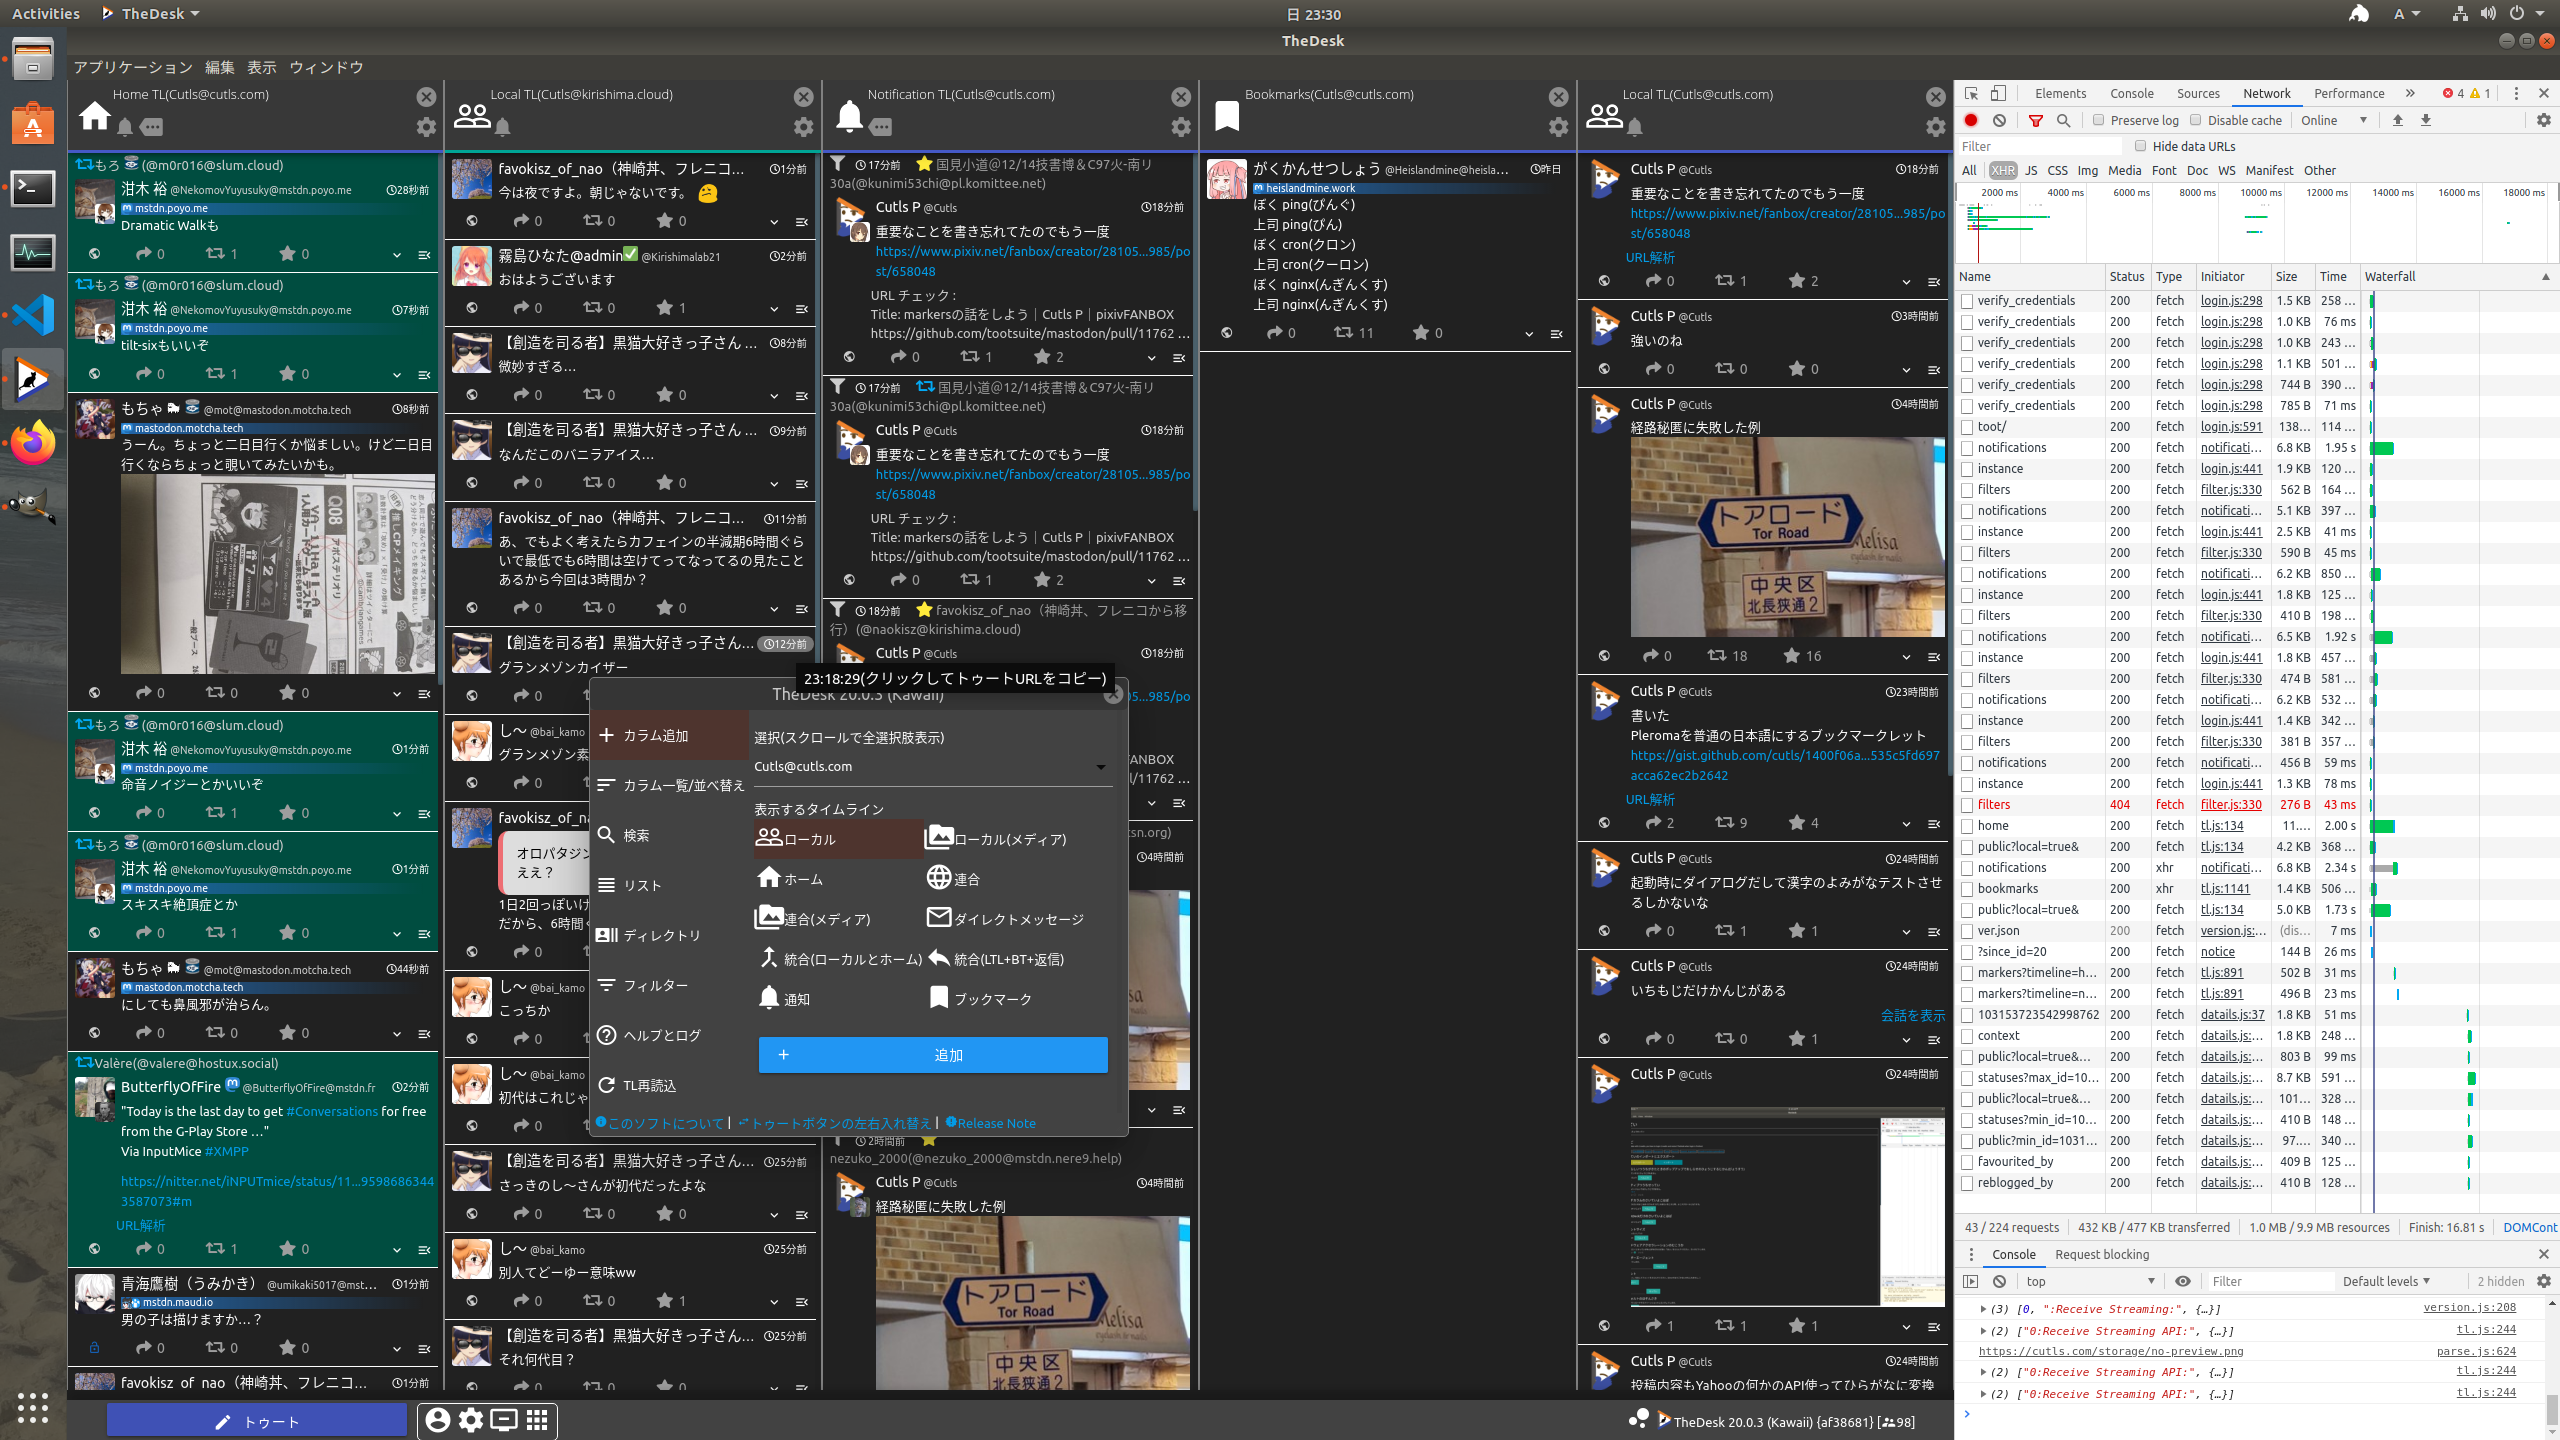 Activities
TheDesk
日 23:30
A
TheDesk
アプリケーション 編集 表示 ウィンドウ
Home TL(Cutls@cutls.com)
もろ (@m0r016@slum.cloud)
泔木 裕 @NekomovYuyusuky@mstdn.poyo.me 28秒前
mstdn.poyo.me
Dramatic Walkも
0 1 0
もろ (@m0r016@slum.cloud)
泔木 裕 @NekomovYuyusuky@mstdn.poyo.me 7秒前
mstdn.poyo.me
tilt-sixもいいぞ
0 1 0
もちゃ @mot@mastodon.motcha.tech 8秒前
mastodon.motcha.tech
うーん。ちょっと二日目行くか悩ましい。けど二日目
行くならちょっと覗いてみたいかも。
0 0 0
もろ (@m0r016@slum.cloud)
泔木 裕 @NekomovYuyusuky@mstdn.poyo.me 1分前
mstdn.poyo.me
命音ノイジーとかいいぞ
0 1 0
もろ (@m0r016@slum.cloud)
泔木 裕 @NekomovYuyusuky@mstdn.poyo.me 1分前
mstdn.poyo.me
スキスキ絶頂症とか
0 1 0
もちゃ @mot@mastodon.motcha.tech 44秒前
mastodon.motcha.tech
にしても鼻風邪が治らん。
0 0 0
Valère(@valere@hostux.social)
ButterflyOfFire @ButterflyOfFire@mstdn.fr 2分前
"Today is the last day to get #Conversations for free
from the G-Play Store ..."
Via InputMice #XMPP
https://nitter.net/iNPUTmice/status/11...9598686344
3587073#m
URL解析
0 1 0
青海鷹樹（うみかき） @umikaki5017@mst... 1分前
mstdn.maud.io
男の子は描けますか…？
0 0 0
favokisz_of_nao（神崎丼、フレニコ… 1分前
Local TL(Cutls@kirishima.cloud)
favokisz_of_nao（神崎丼、フレニコ… 1分前
今は夜ですよ。朝じゃないです。
0 0 0
霧島ひなた@admin @Kirishimalab21 2分前
おはようございます
0 0 1
【創造を司る者】黒猫大好きっ子さん … 8分前
微妙すぎる…
0 0 0
【創造を司る者】黒猫大好きっ子さん … 9分前
なんだこのバニラアイス…
0 0 0
favokisz_of_nao（神崎丼、フレニコ… 11分前
あ、でもよく考えたらカフェインの半減期6時間ぐら
いで最低でも6時間は空けてってなってるの見たこと
あるから今回は3時間か？
0 0 0
【創造を司る者】黒猫大好きっ子さん… 12分前
グランメゾンカイザー
し〜 @bai_kamo
グランメゾン素
0
favokisz_of_na
オロパタジン
ええ？
1日2回っぽいけ
だから、6時間
0
し〜 @bai_kamo
こっちか
0
し〜 @bai_kamo
初代はこれじゃ
0
【創造を司る者】黒猫大好きっ子さん… 25分前
さっきのし〜さんが初代だったよな
0 0 0
し〜 @bai_kamo 25分前
別人てどーゆー意味ww
0 0 1
【創造を司る者】黒猫大好きっ子さん… 25分前
それ何代目？
0 0 0
Notification TL(Cutls@cutls.com)
17分前 国見小道@12/14技書博＆C97火-南リ
30a(@kunimi53chi@pl.komittee.net)
Cutls P @Cutls 18分前
重要なことを書き忘れてたのでもう一度
https://www.pixiv.net/fanbox/creator/28105...985/po
st/658048
URL チェック :
Title: markersの話をしよう｜Cutls P｜pixivFANBOX
https://github.com/tootsuite/mastodon/pull/11762 ...
0 1 2
17分前 国見小道@12/14技書博＆C97火-南リ
30a(@kunimi53chi@pl.komittee.net)
Cutls P @Cutls 18分前
重要なことを書き忘れてたのでもう一度
https://www.pixiv.net/fanbox/creator/28105...985/po
st/658048
URL チェック :
Title: markersの話をしよう｜Cutls P｜pixivFANBOX
https://github.com/tootsuite/mastodon/pull/11762 ...
0 1 2
18分前 favokisz_of_nao（神崎丼、フレニコから移
行）(@naokisz@kirishima.cloud)
Cutls P @Cutls 18分前
5...985/po
FANBOX
/11762 ...
tsn.org)
4時間前
2時間前
nezuko_2000(@nezuko_2000@mstdn.nere9.help)
Cutls P @Cutls 4時間前
経路秘匿に失敗した例
トアロード
Tor Road
中央区
北長狭通2
Melisa
23:18:29(クリックしてトゥートURLをコピー)
TheDesk 20.0.3 (Kawaii)
カラム追加
カラム一覧/並べ替え
検索
リスト
ディレクトリ
フィルター
ヘルプとログ
TL再読込
選択(スクロールで全選択肢表示)
Cutls@cutls.com
表示するタイムライン
ローカル ローカル(メディア)
ホーム 連合
連合(メディア) ダイレクトメッセージ
統合(ローカルとホーム) 統合(LTL+BT+返信)
通知 ブックマーク
追加
このソフトについて | トゥートボタンの左右入れ替え | Release Note
Bookmarks(Cutls@cutls.com)
がくかんせつしょう @Heislandmine@heisla... 昨日
heislandmine.work
ぼく ping(ぴんぐ)
上司 ping(ぴん)
ぼく cron(クロン)
上司 cron(クーロン)
ぼく nginx(んぎんくす)
上司 nginx(んぎんくす)
0 11 0
Local TL(Cutls@cutls.com)
Cutls P @Cutls 18分前
重要なことを書き忘れてたのでもう一度
https://www.pixiv.net/fanbox/creator/28105...985/po
st/658048
URL解析
0 1 2
Cutls P @Cutls 3時間前
強いのね
0 0 0
Cutls P @Cutls 4時間前
経路秘匿に失敗した例
トアロード
Tor Road
Melisa
中央区
北長狭通2
0 18 16
Cutls P @Cutls 23時間前
書いた
Pleromaを普通の日本語にするブックマークレット
https://gist.github.com/cutls/1400f06a...535c5fd697
acca62ec2b2642
URL解析
2 9 4
Cutls P @Cutls 24時間前
起動時にダイアログだして漢字のよみがなテストさせ
るしかないな
0 1 1
Cutls P @Cutls 24時間前
いちもじだけかんじがある
会話を表示
0 0 1
Cutls P @Cutls 24時間前
1 1 1
Cutls P @Cutls 24時間前
投稿内容もYahooの何かのAPI使ってひらがなに変換
トゥート
TheDesk 20.0.3 (Kawaii) {af38681} [98]
Elements Console Sources Network Performance 4 1
Preserve log Disable cache Online
Filter Hide data URLs
All XHR JS CSS Img Media Font Doc WS Manifest Other
2000 ms 4000 ms 6000 ms 8000 ms 10000 ms 12000 ms 14000 ms 16000 ms 18000 ms
Name Status Type Initiator Size Time Waterfall
verify_credentials 200 fetch login.js:298 1.5 KB 258 ...
verify_credentials 200 fetch login.js:298 1.0 KB 76 ms
verify_credentials 200 fetch login.js:298 1.0 KB 243 ...
verify_credentials 200 fetch login.js:298 1.1 KB 501 ...
verify_credentials 200 fetch login.js:298 744 B 390 ...
verify_credentials 200 fetch login.js:298 785 B 71 ms
toot/ 200 fetch login.js:591 138... 114 ...
notifications 200 fetch notificati... 6.8 KB 1.95 s
instance 200 fetch login.js:441 1.9 KB 120 ...
filters 200 fetch filter.js:330 562 B 164 ...
notifications 200 fetch notificati... 5.1 KB 397 ...
instance 200 fetch login.js:441 2.5 KB 41 ms
filters 200 fetch filter.js:330 590 B 45 ms
notifications 200 fetch notificati... 6.2 KB 850 ...
instance 200 fetch login.js:441 1.8 KB 125 ...
filters 200 fetch filter.js:330 410 B 198 ...
notifications 200 fetch notificati... 6.5 KB 1.92 s
instance 200 fetch login.js:441 1.8 KB 457 ...
filters 200 fetch filter.js:330 474 B 581 ...
notifications 200 fetch notificati... 6.2 KB 532 ...
instance 200 fetch login.js:441 1.4 KB 342 ...
filters 200 fetch filter.js:330 381 B 357 ...
notifications 200 fetch notificati... 456 B 59 ms
instance 200 fetch login.js:441 1.3 KB 78 ms
filters 404 fetch filter.js:330 276 B 43 ms
home 200 fetch tl.js:134 11.... 2.00 s
public?local=true& 200 fetch tl.js:134 4.2 KB 368 ...
notifications 200 xhr notificati... 6.8 KB 2.34 s
bookmarks 200 xhr tl.js:1141 1.4 KB 506 ...
public?local=true& 200 fetch tl.js:134 5.0 KB 1.73 s
ver.json 200 fetch version.js:... (dis... 7 ms
?since_id=20 200 fetch notice 144 B 26 ms
markers?timeline=h... 200 fetch tl.js:891 502 B 31 ms
markers?timeline=n... 200 fetch tl.js:891 496 B 23 ms
103153723542998762 200 fetch datails.js:37 1.8 KB 51 ms
context 200 fetch datails.js:... 1.8 KB 248 ...
public?local=true&... 200 fetch datails.js:... 803 B 99 ms
statuses?max_id=10... 200 fetch datails.js:... 8.7 KB 591 ...
public?local=true&... 200 fetch datails.js:... 101... 328 ...
statuses?min_id=10... 200 fetch datails.js:... 410 B 148 ...
public?min_id=1031... 200 fetch datails.js:... 97.... 340 ...
favourited_by 200 fetch datails.js:... 409 B 125 ...
reblogged_by 200 fetch datails.js:... 410 B 128 ...
43 / 224 requests 432 KB / 477 KB transferred 1.0 MB / 9.9 MB resources Finish: 16.81 s DOMCont
Console Request blocking
top Filter Default levels 2 hidden
(3) [0, ":Receive Streaming:", {…}] version.js:208
(2) ["0:Receive Streaming API:", {…}] tl.js:244
https://cutls.com/storage/no-preview.png parse.js:624
(2) ["0:Receive Streaming API:", {…}] tl.js:244
(2) ["0:Receive Streaming API:", {…}] tl.js:244